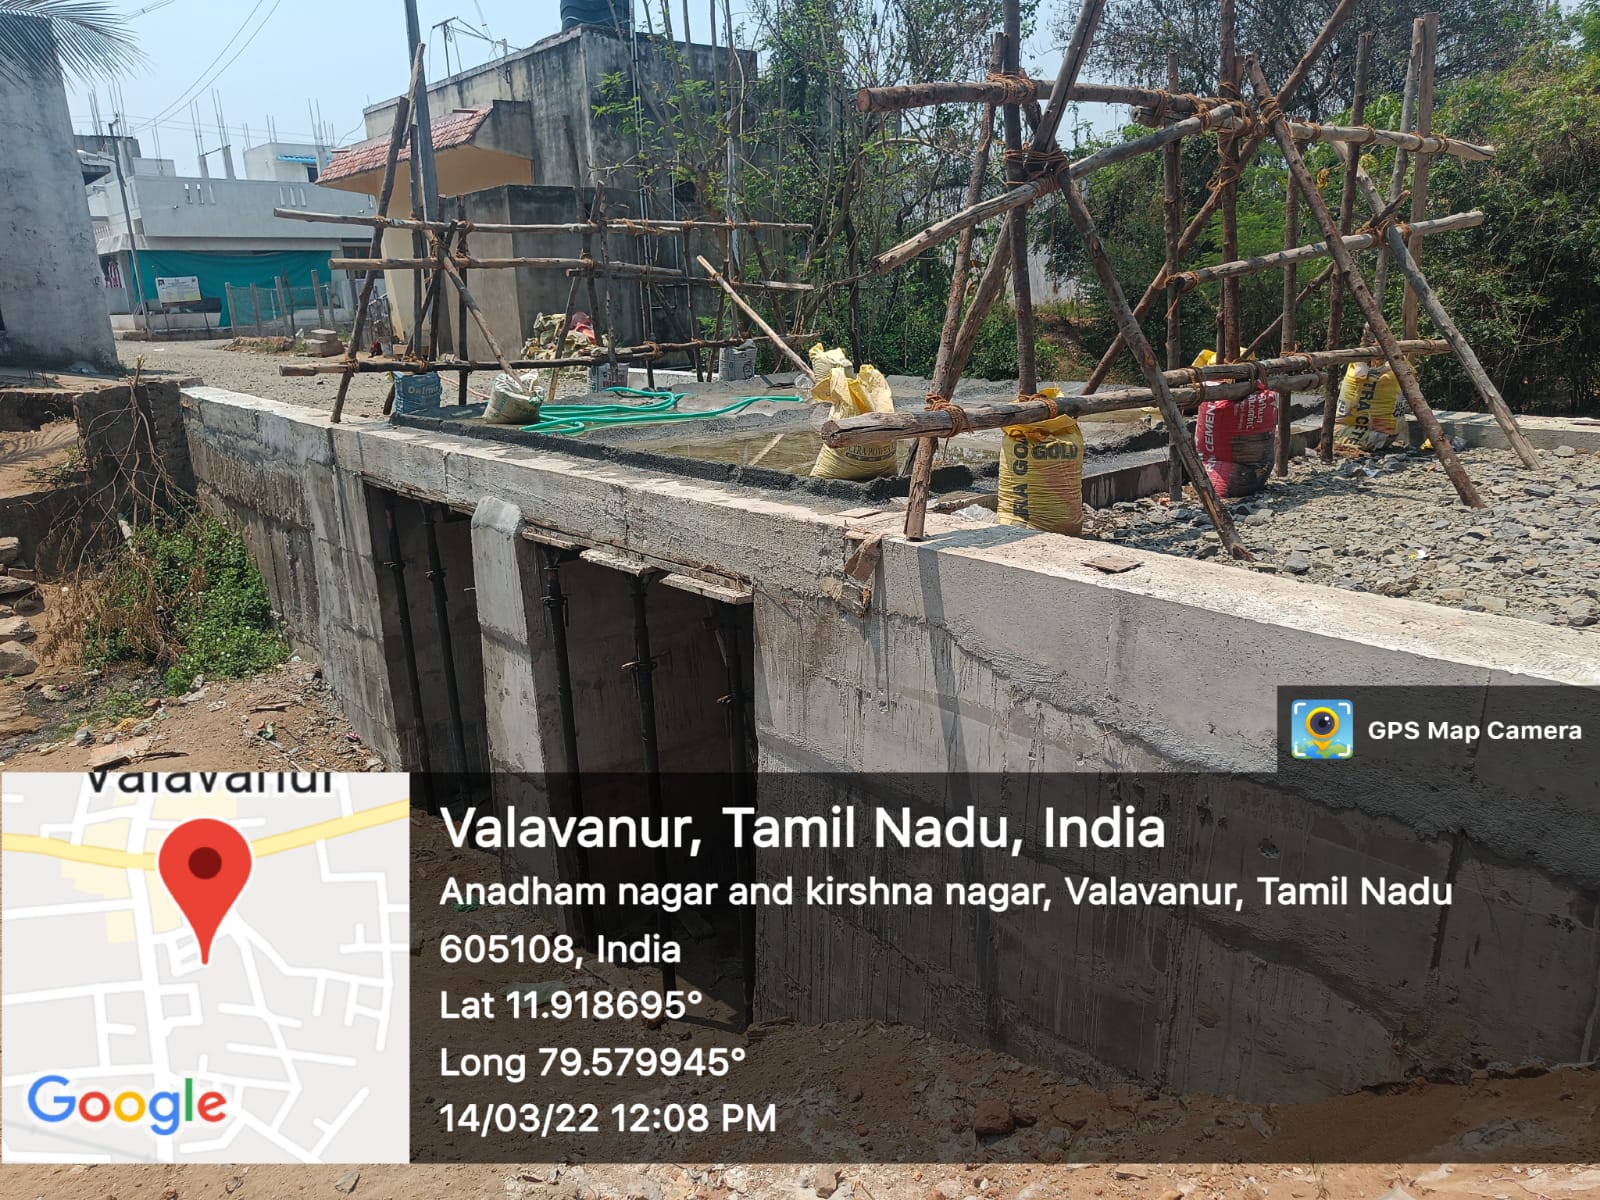 GOLD
GPS Map Camera
Valavanur
Valavanur, Tamil Nadu, India
Anadham nagar and kirshna nagar, Valavanur, Tamil Nadu
605108, India
Lat 11.918695°
Long 79.579945°
14/03/22 12:08 PM
Google